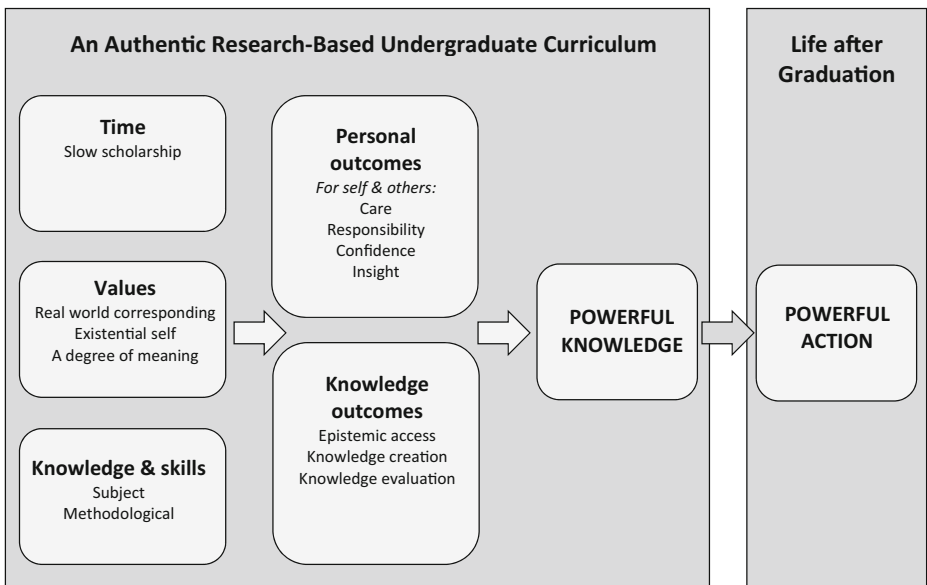 An Authentic Research-Based Undergraduate Curriculum
Time
Slow scholarship
Values
Real world corresponding
Existential self
A degree of meaning
Knowledge & skills
Subject
Methodological
Personal
outcomes
For self & others:
Care
Responsibility
Confidence
Insight
Knowledge
outcomes
Epistemic access
Knowledge creation
Knowledge evaluation
POWERFUL
KNOWLEDGE
Life after
Graduation
POWERFUL
ACTION